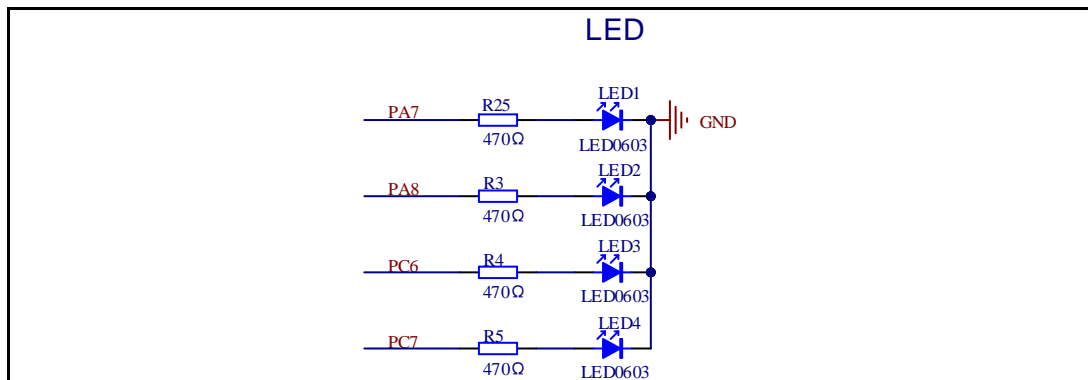 LED
LED1
PA7
R25
GND
470Ω
LED0603
LED2
PA8
R3
470Ω
LED0603
LED3
PC6
R4
470Ω
LED0603
LED4
PC7
R5
470Ω
LED0603